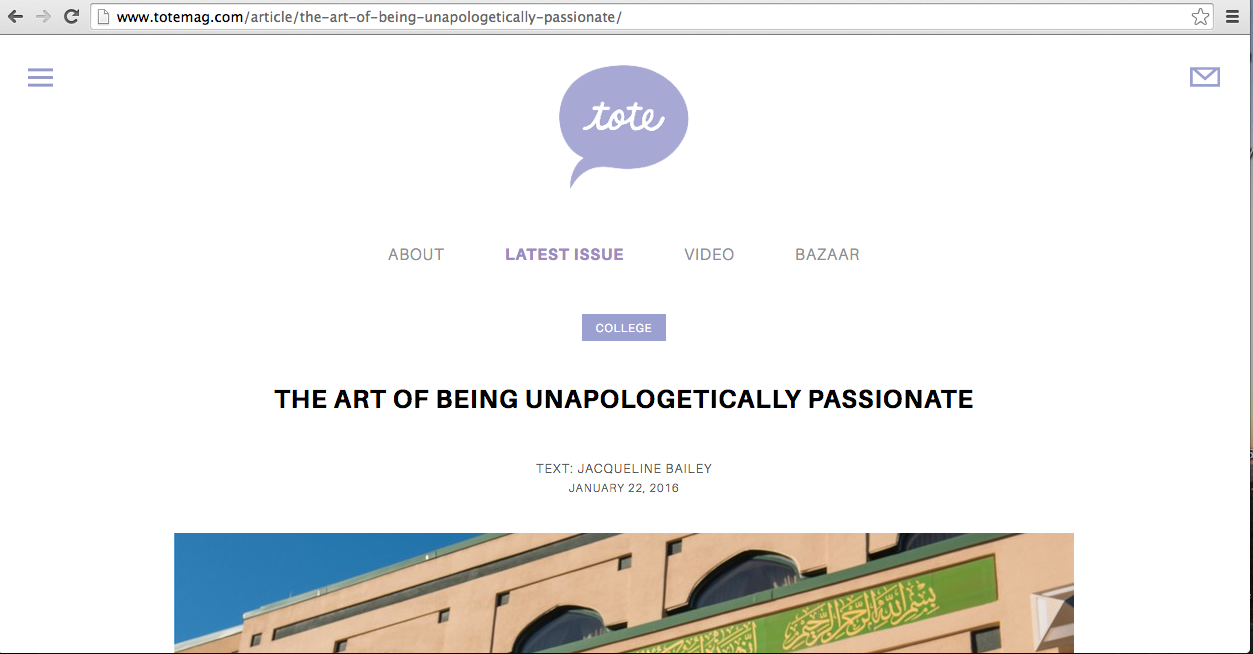 www.totemag.com/article/the-art-of-being-unapologetically-passionate/
tote
ABOUT LATEST ISSUE VIDEO BAZAAR
COLLEGE
THE ART OF BEING UNAPOLOGETICALLY PASSIONATE
TEXT: JACQUELINE BAILEY
JANUARY 22, 2016
بسم الله الرحمن الرحيم